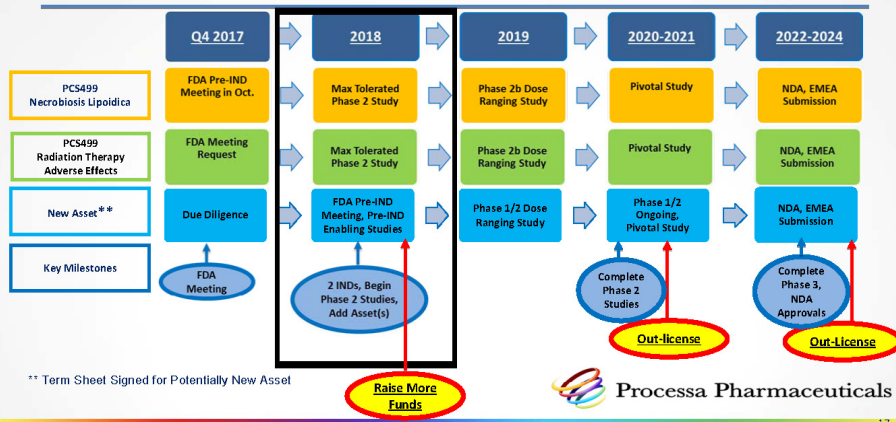 Q4 2017
2018
2019
2020-2021
2022-2024
PCS499
Necrobiosis Lipoidica
FDA Pre-IND
Meeting in Oct.
Max Tolerated
Phase 2 Study
Phase 2b Dose
Ranging Study
Pivotal Study
NDA, EMEA
Submission
PCS499
Radiation Therapy
Adverse Effects
FDA Meeting
Request
Max Tolerated
Phase 2 Study
Phase 2b Dose
Ranging Study
Pivotal Study
NDA, EMEA
Submission
New Asset**
Due Diligence
FDA Pre-IND
Meeting, Pre-IND
Enabling Studies
Phase 1/2 Dose
Ranging Study
Phase 1/2
Ongoing,
Pivotal Study
NDA, EMEA
Submission
Key Milestones
FDA
Meeting
2 INDs, Begin
Phase 2 Studies,
Add Asset(s)
Complete
Phase 2
Studies
Complete
Phase 3,
NDA
Approvals
Out-license
Out-License
** Term Sheet Signed for Potentially New Asset
Raise More
Funds
Processa Pharmaceuticals